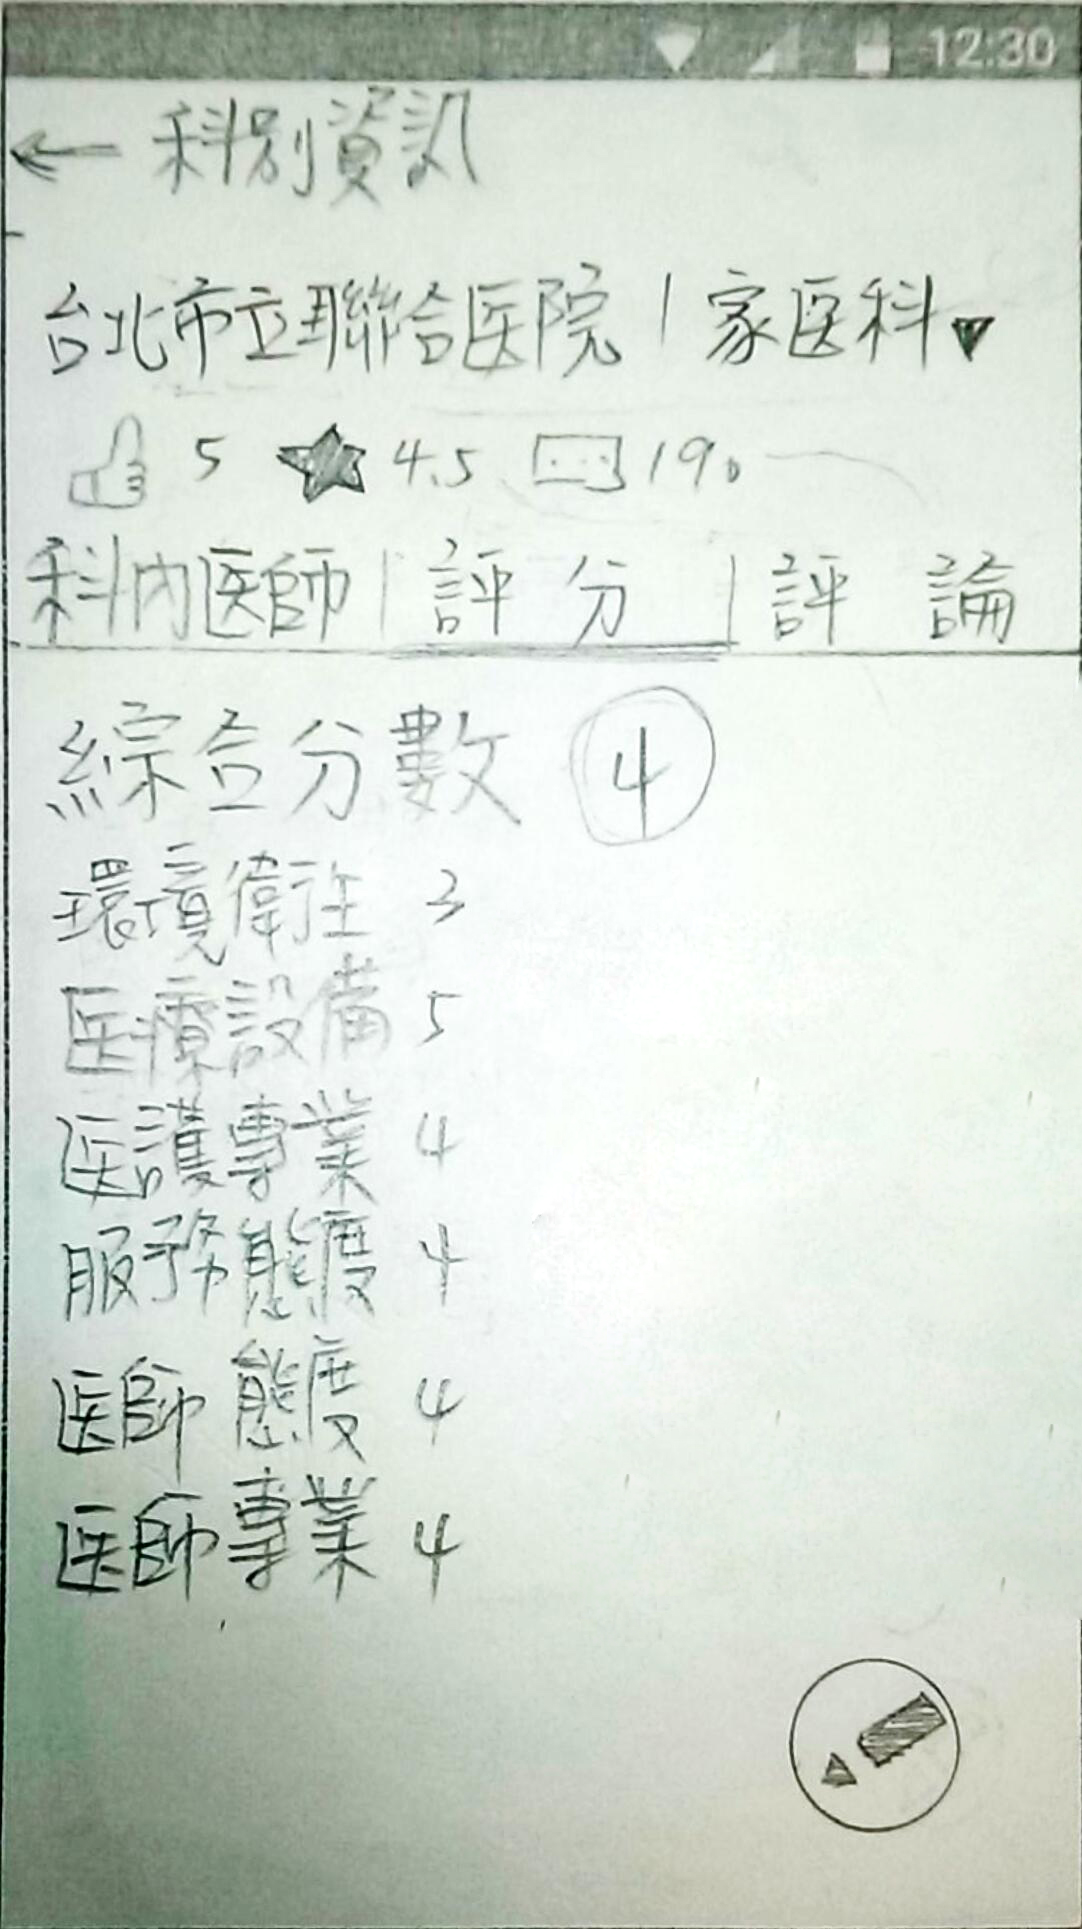 12:30
← 科別資訊
台北市立聯合医院 | 家医科▼
5 ★ 4.5 190
科內医師 | 評分 | 評論
綜合分數 4
環境衛生 3
医療設備 5
医護專業 4
服務態度 4
医師態度 4
医師專業 4